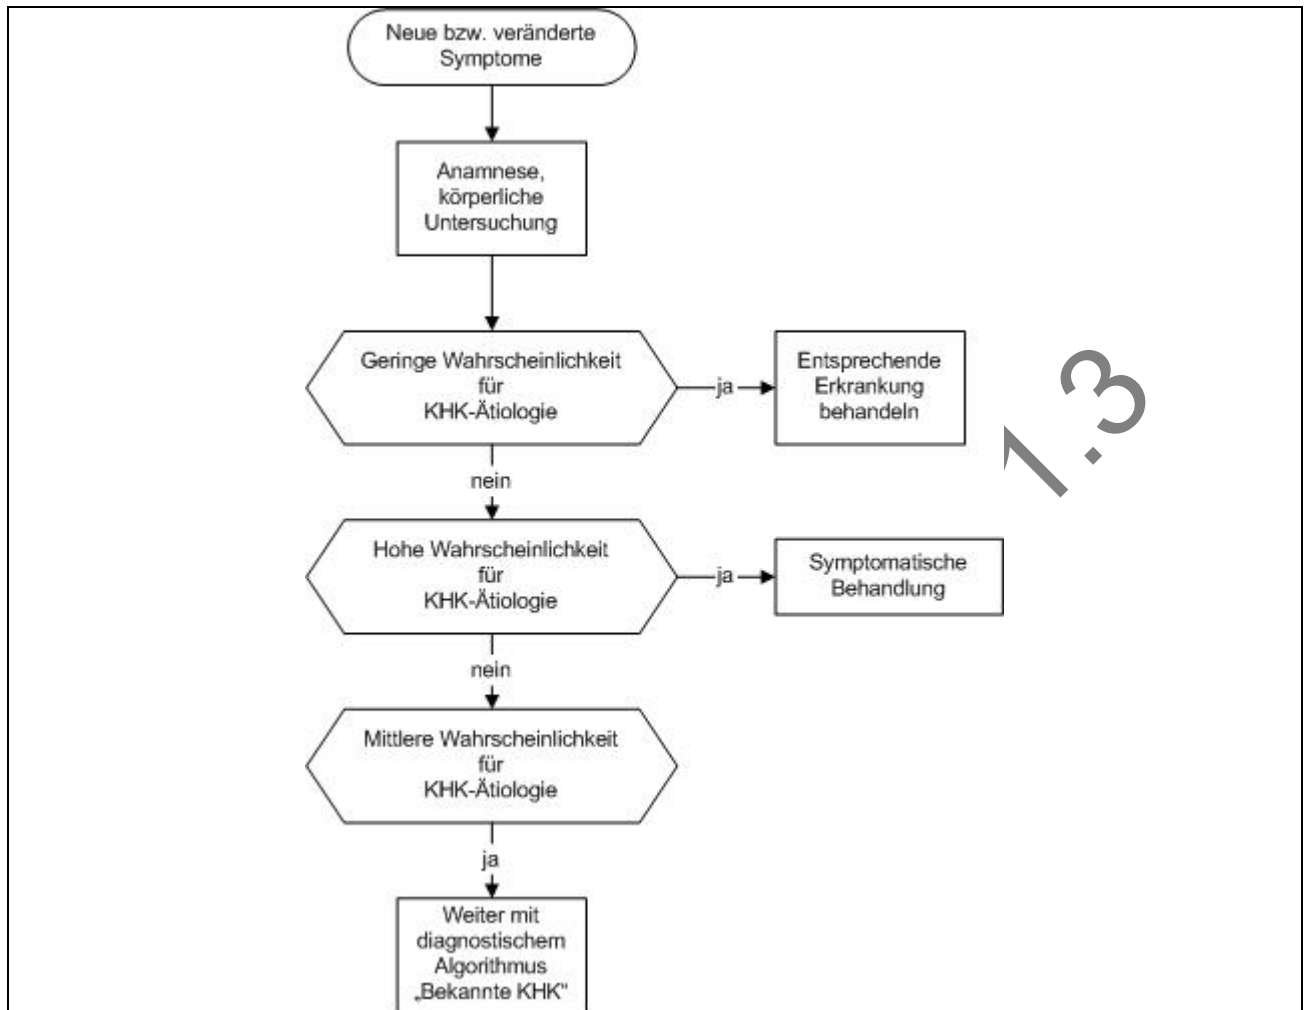 Neue bzw. veränderte
Symptome
Anamnese,
körperliche
Untersuchung
Geringe Wahrscheinlichkeit
für
KHK-Ätiologie
ja
Entsprechende
Erkrankung
behandeln
nein
Hohe Wahrscheinlichkeit
für
KHK-Ätiologie
ja
Symptomatische
Behandlung
nein
Mittlere Wahrscheinlichkeit
für
KHK-Ätiologie
ja
Weiter mit
diagnostischem
Algorithmus
„Bekannte KHK"
1.3